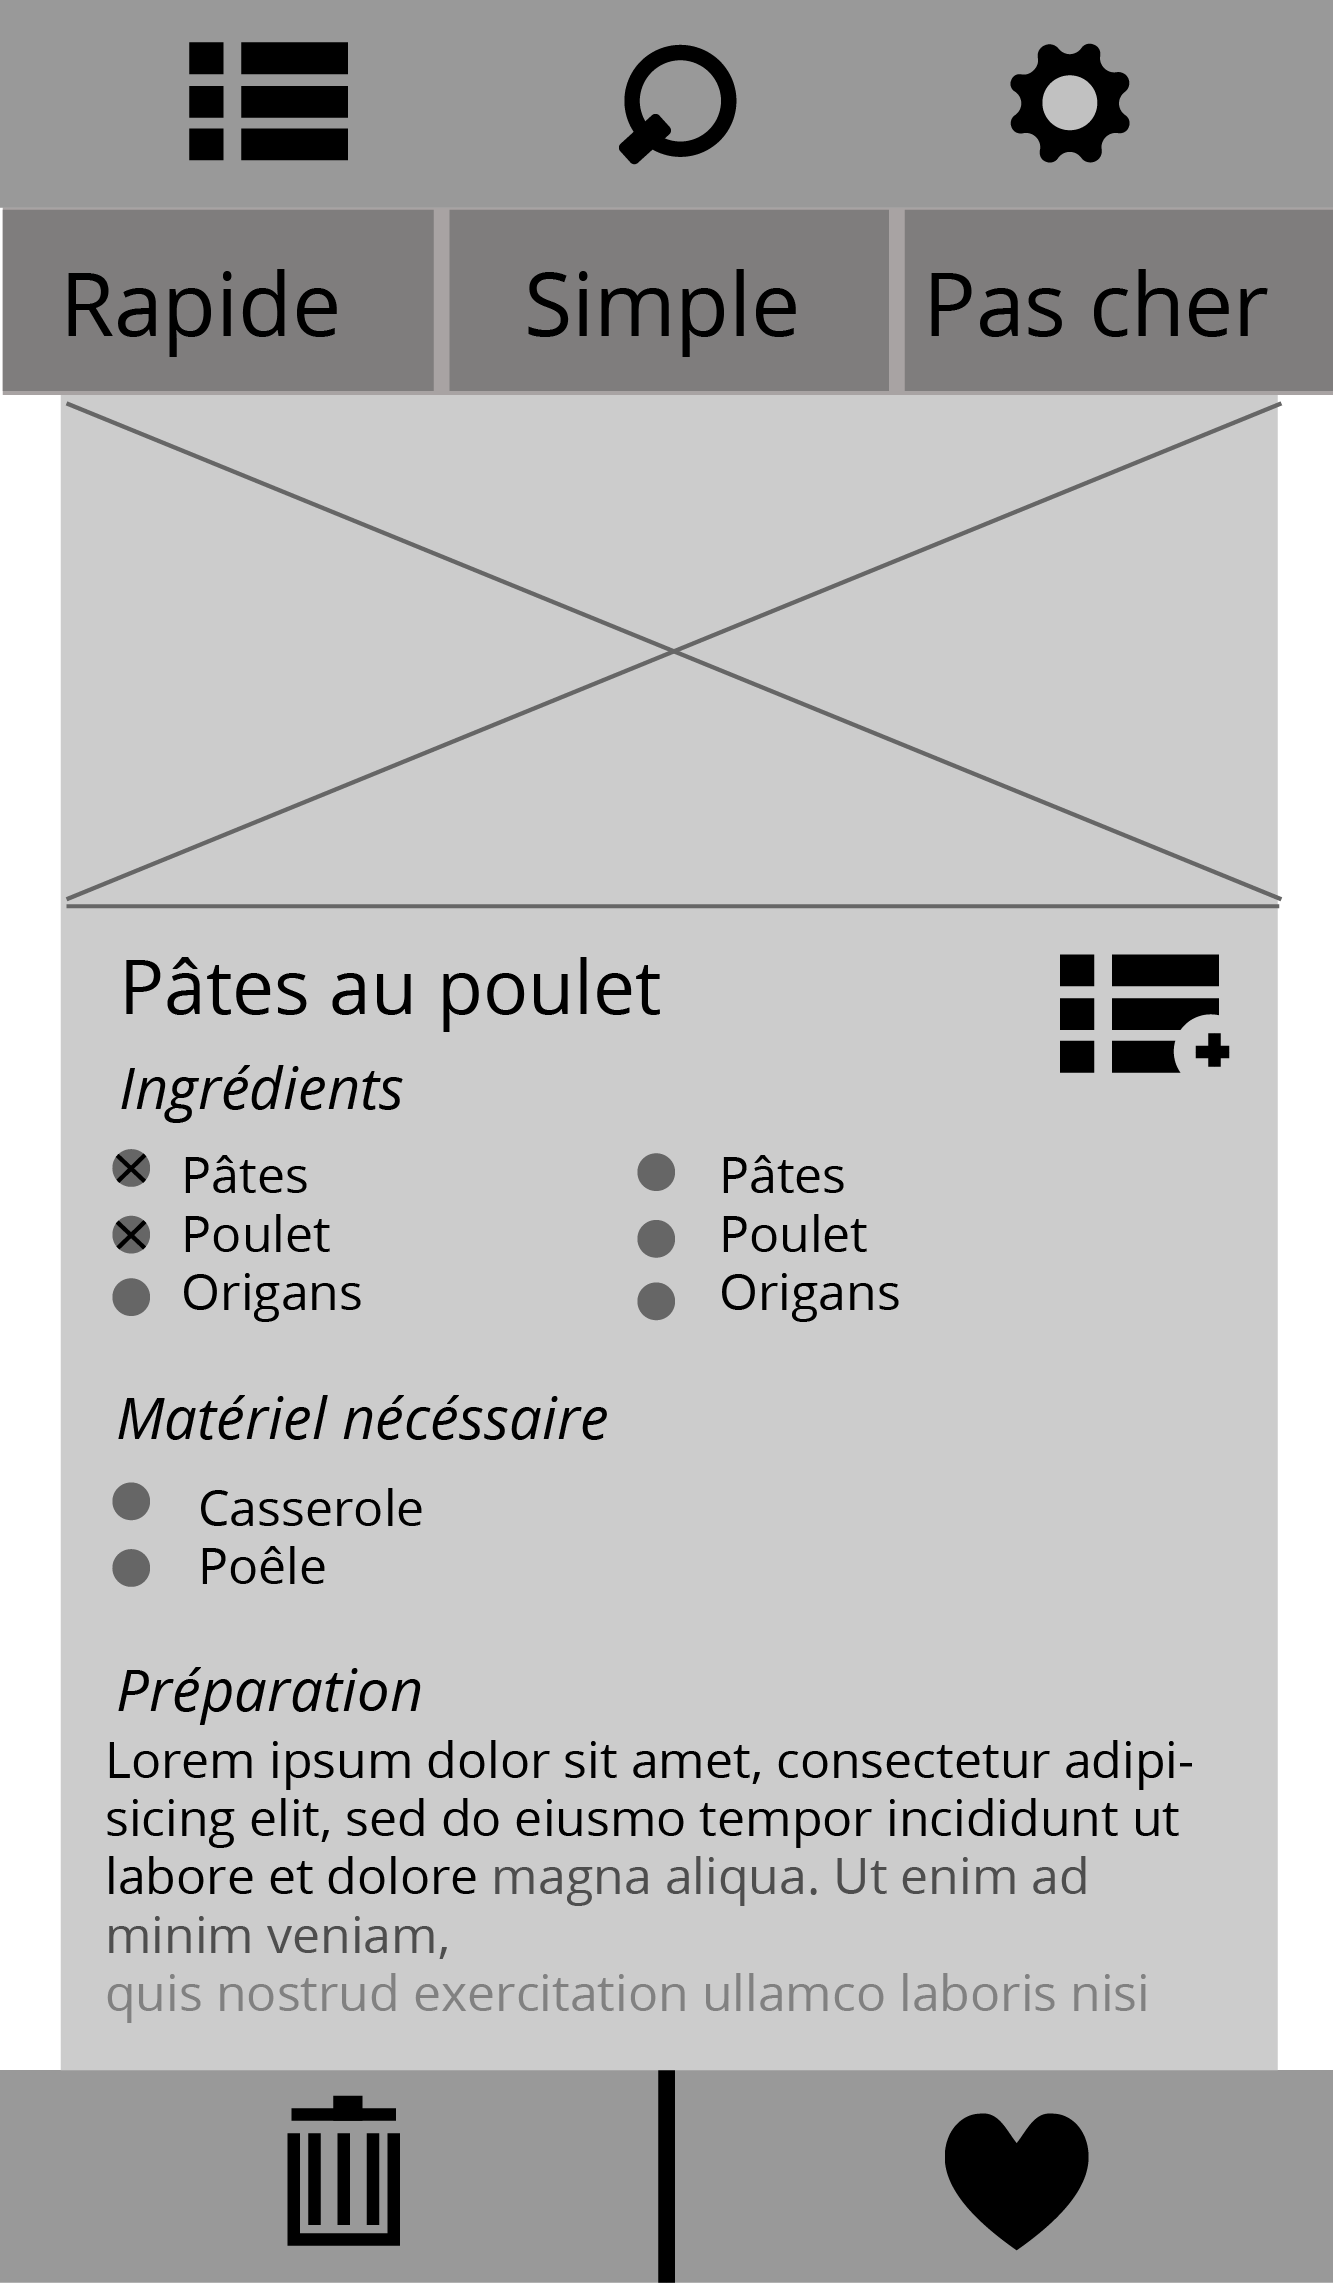 Rapide
Simple
Pas cher
Pâtes au poulet
Ingrédients
Pâtes
Poulet
Origans
Pâtes
Poulet
Origans
Matériel nécéssaire
Casserole
Poêle
Préparation
Lorem ipsum dolor sit amet, consectetur adipi-
sicing elit, sed do eiusmo tempor incididunt ut
labore et dolore magna aliqua. Ut enim ad
minim veniam,
quis nostrud exercitation ullamco laboris nisi